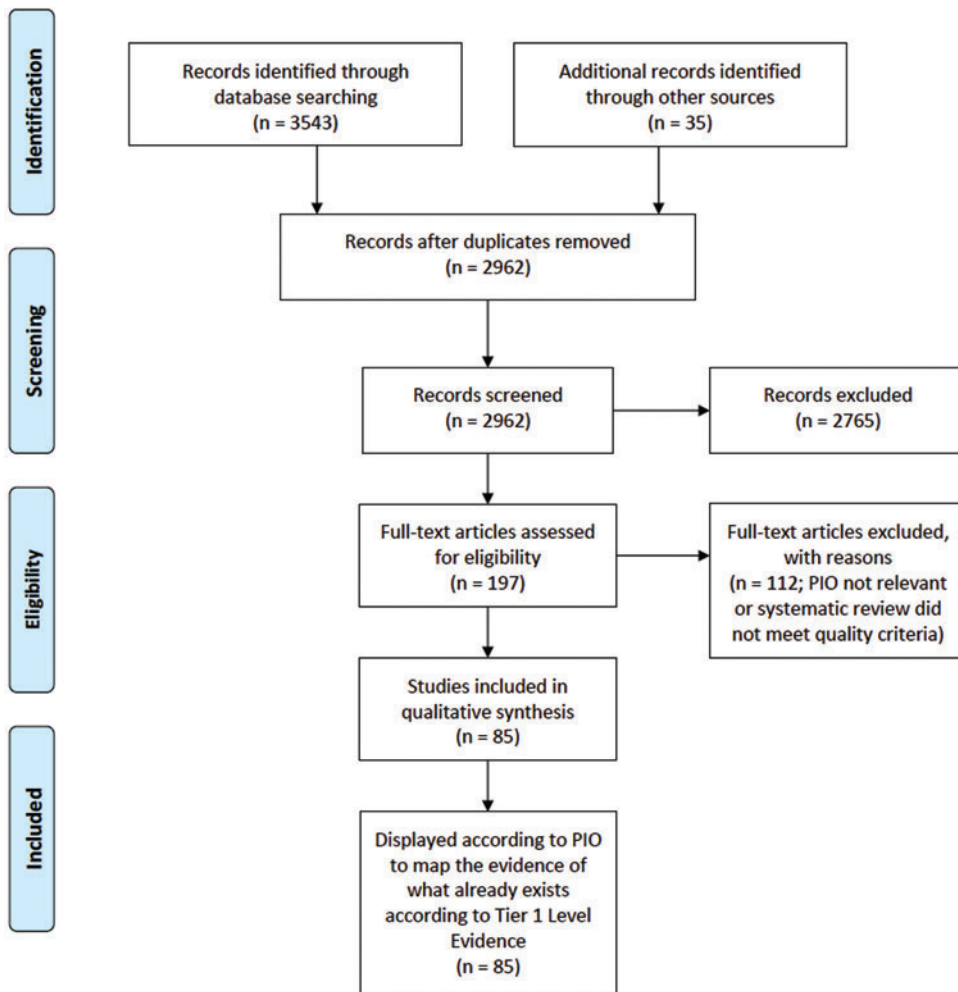 Identification
Records identified through
database searching
(n = 3543)
Additional records identified
through other sources
(n = 35)
Records after duplicates removed
(n = 2962)
Screening
Records screened
(n = 2962)
Records excluded
(n = 2765)
Eligibility
Full-text articles assessed
for eligibility
(n = 197)
Full-text articles excluded,
with reasons
(n = 112; PIO not relevant
or systematic review did
not meet quality criteria)
Studies included in
qualitative synthesis
(n = 85)
Included
Displayed according to PIO
to map the evidence of
what already exists
according to Tier 1 Level
Evidence
(n = 85)